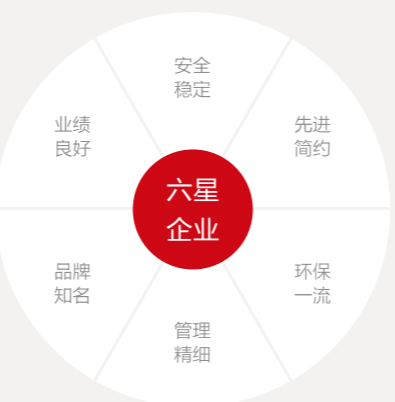 安全
稳定
先进
简约
环保
一流
管理
精细
品牌
知名
业绩
良好
六星
企业